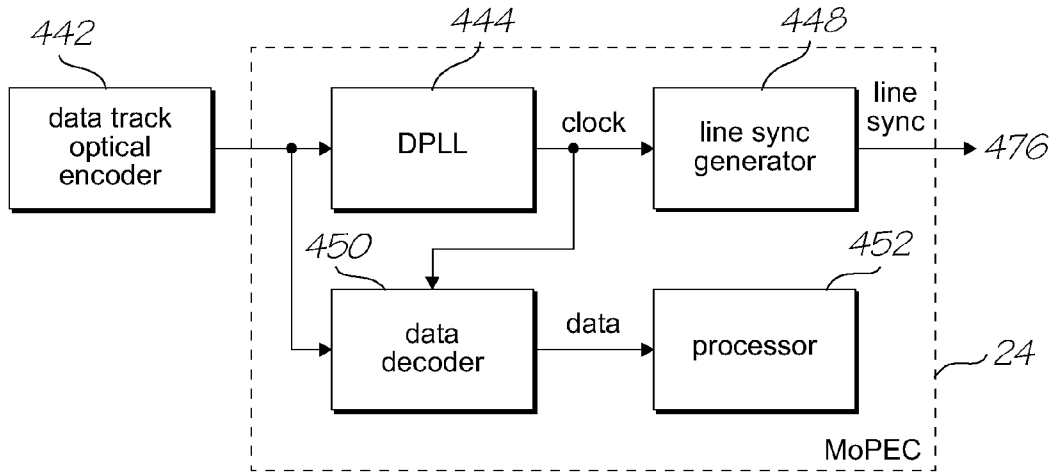 442
444
448
data track
optical
encoder
DPLL
clock
line sync
generator
line
sync
476
450
452
data
decoder
data
processor
24
MoPEC